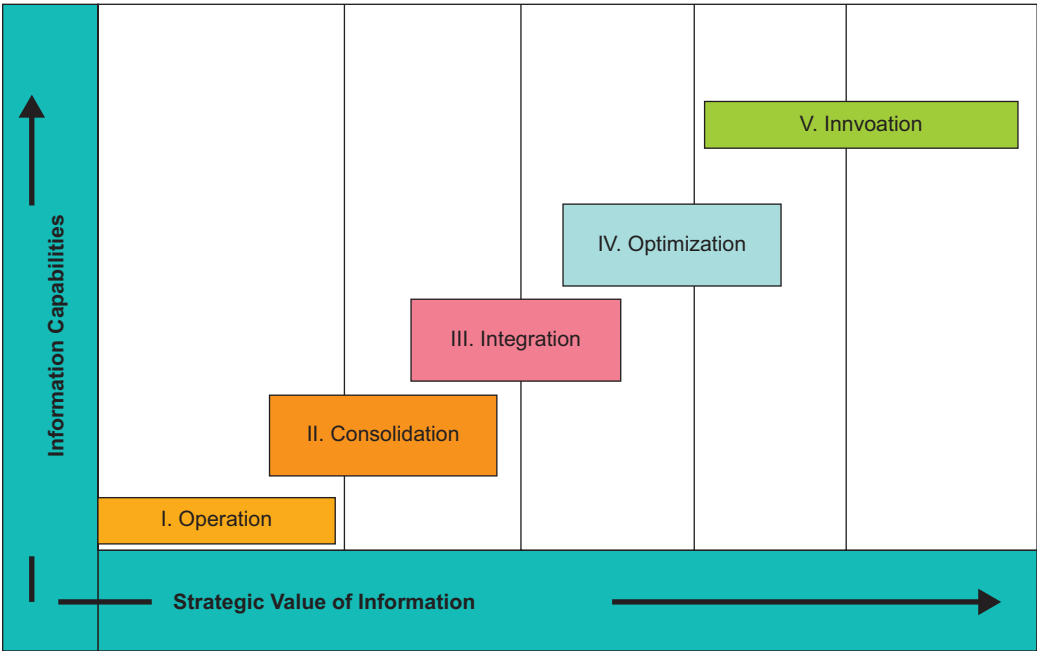 V. Innvoation
IV. Optimization
III. Integration
II. Consolidation
I. Operation
Information Capabilities
Strategic Value of Information